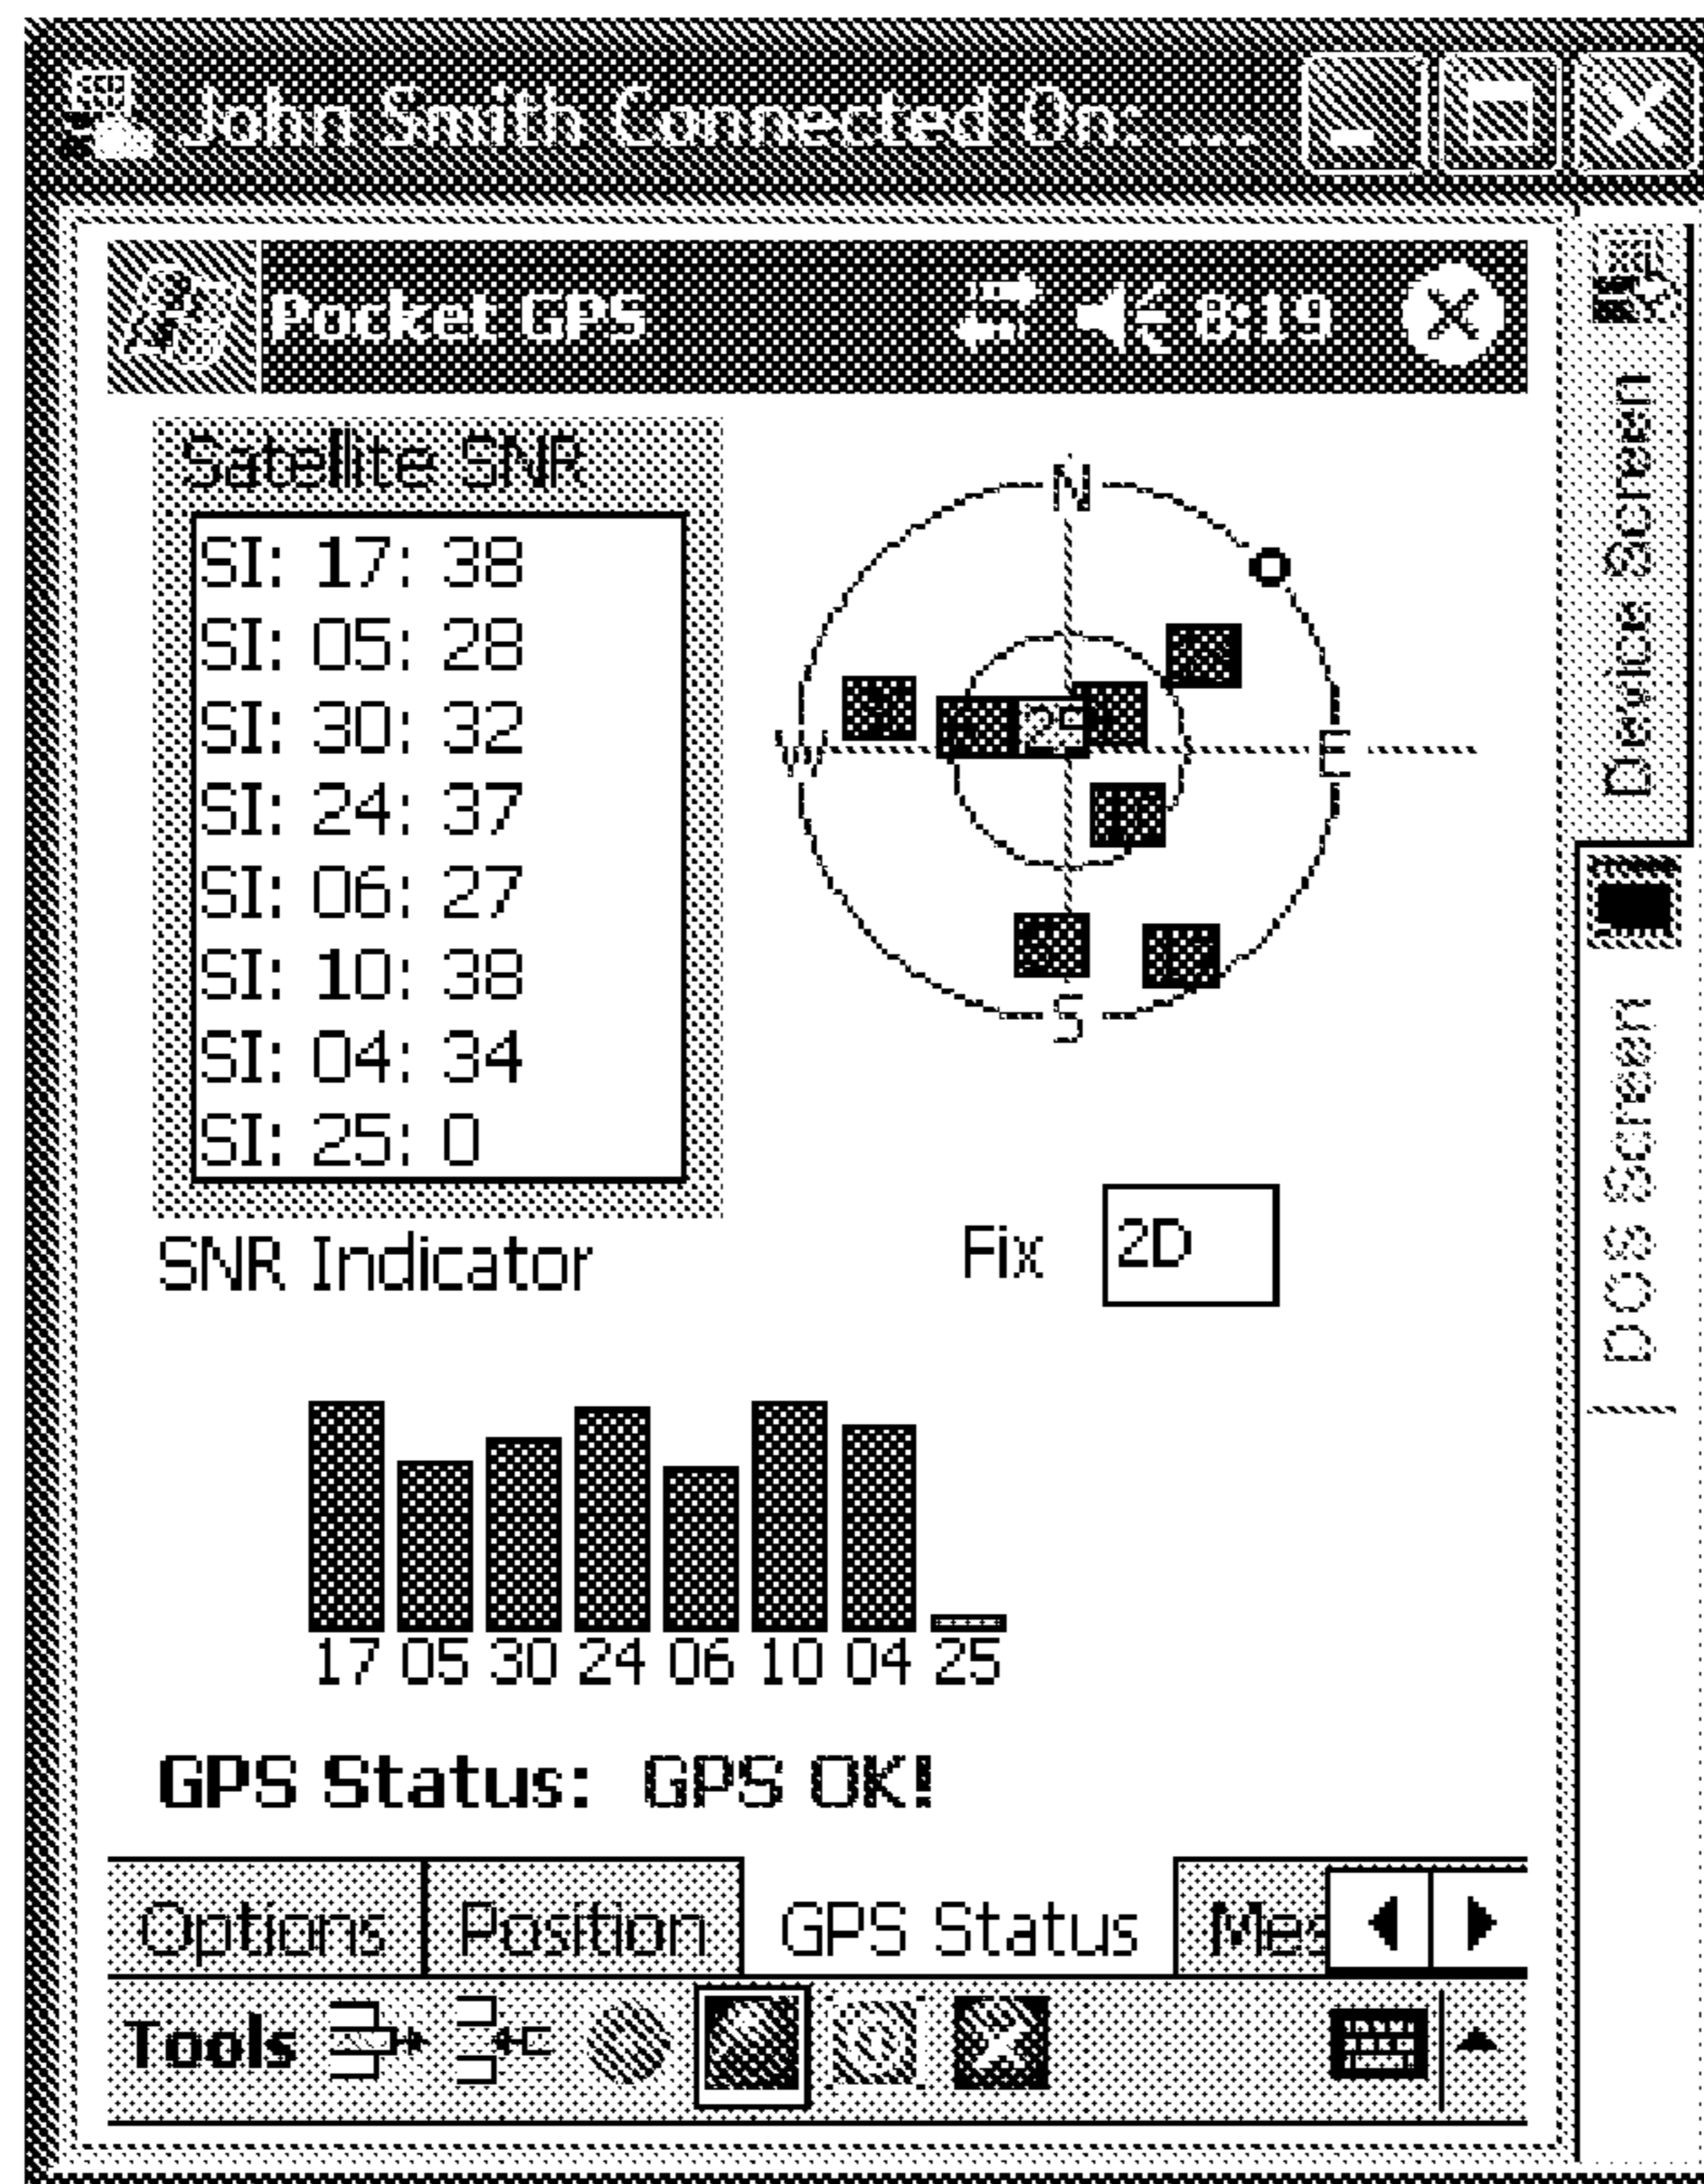 John Smith Connected On: ...
Pocket GPS 8:19
Satellite SNR
SI: 17: 38
SI: 05: 28
SI: 30: 32
SI: 24: 37
SI: 06: 27
SI: 10: 38
SI: 04: 34
SI: 25: 0
N
W
E
S
25
SNR Indicator
Fix 2D
17 05 30 24 06 10 04 25
GPS Status: GPS OK!
Options Position GPS Status Mes
Tools
Device Screen
DOS Screen